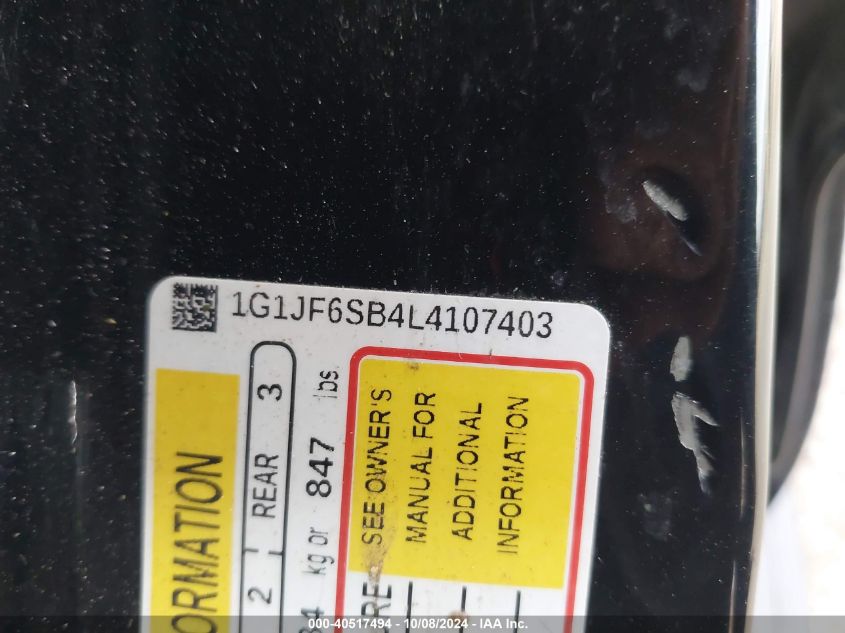 1G1JF6SB4L4107403
ORMATION
2 REAR 3
kg or 847 lbs.
SEE OWNER'S
MANUAL FOR
ADDITIONAL
INFORMATION
000-40517494 - 10/08/2024 - IAA Inc.